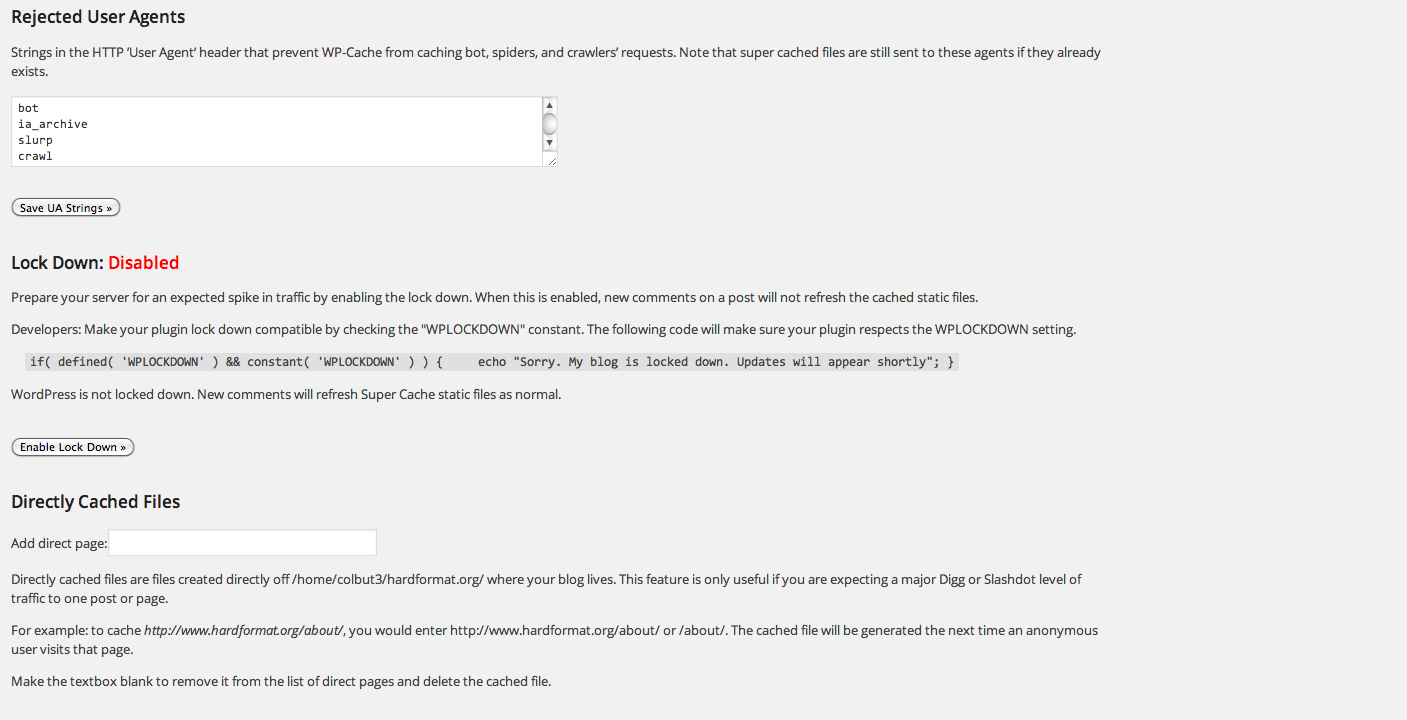 Rejected User Agents
Strings in the HTTP ’User Agent’ header that prevent WP-Cache from caching bot, spiders, and crawlers’ requests. Note that super cached files are still sent to these agents if they already
exists.
bot
ia_archive
slurp
crawl
Save UA Strings »
Lock Down: Disabled
Prepare your server for an expected spike in traffic by enabling the lock down. When this is enabled, new comments on a post will not refresh the cached static files.
Developers: Make your plugin lock down compatible by checking the "WPLOCKDOWN" constant. The following code will make sure your plugin respects the WPLOCKDOWN setting.
if( defined( 'WPLOCKDOWN' ) && constant( 'WPLOCKDOWN' ) ) {     echo "Sorry. My blog is locked down. Updates will appear shortly"; }
WordPress is not locked down. New comments will refresh Super Cache static files as normal.
Enable Lock Down »
Directly Cached Files
Add direct page:
Directly cached files are files created directly off /home/colbut3/hardformat.org/ where your blog lives. This feature is only useful if you are expecting a major Digg or Slashdot level of
traffic to one post or page.
For example: to cache http://www.hardformat.org/about/, you would enter http://www.hardformat.org/about/ or /about/. The cached file will be generated the next time an anonymous
user visits that page.
Make the textbox blank to remove it from the list of direct pages and delete the cached file.